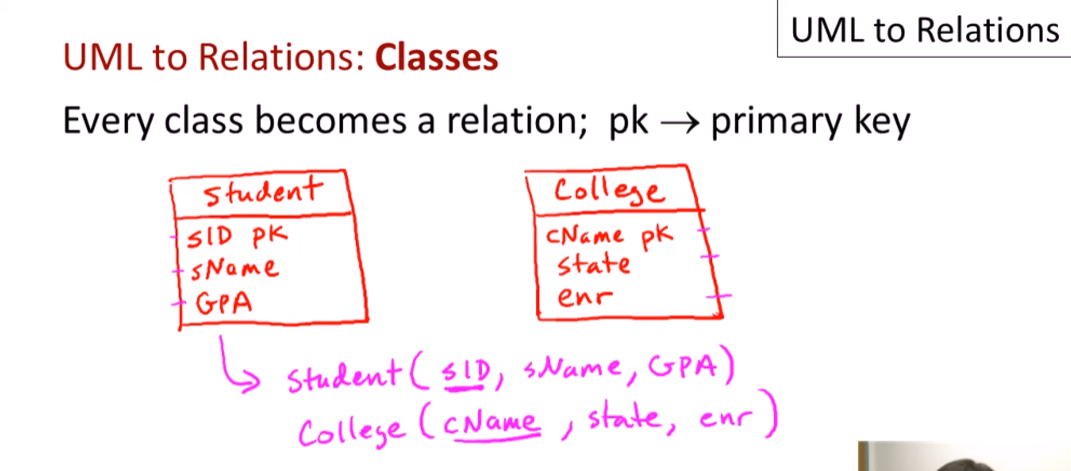 UML to Relations
UML to Relations: Classes
Every class becomes a relation; pk → primary key
Student
SID pk
sName
GPA
College
cName pk
state
enr
Student (SID, sName, GPA)
College (cName, state, enr)